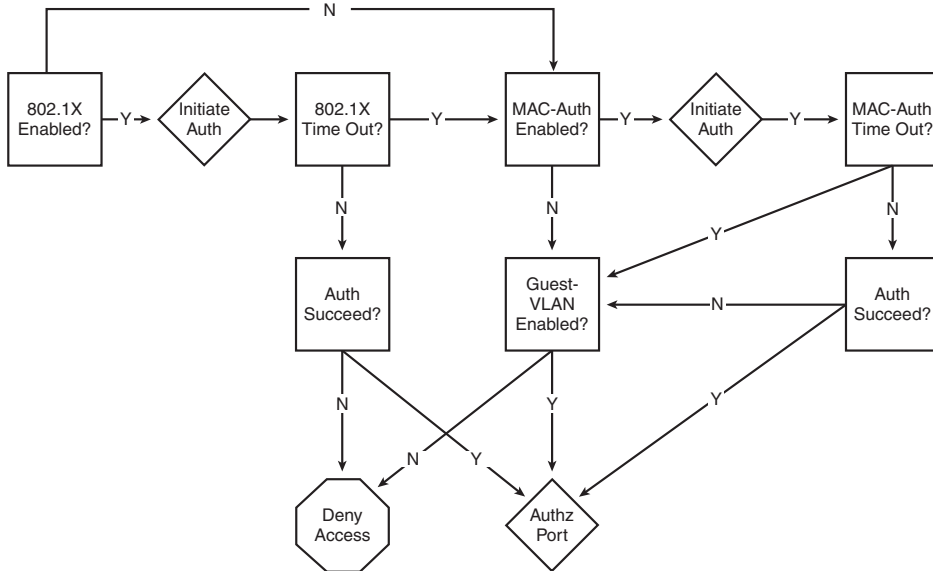 N
802.1X
Enabled?
Y
Initiate
Auth
802.1X
Time Out?
Y
MAC-Auth
Enabled?
Y
Initiate
Auth
Y
MAC-Auth
Time Out?
N
N
Y
N
Auth
Succeed?
Guest-
VLAN
Enabled?
N
Auth
Succeed?
N
Y
Y
N
Y
Deny
Access
Authz
Port